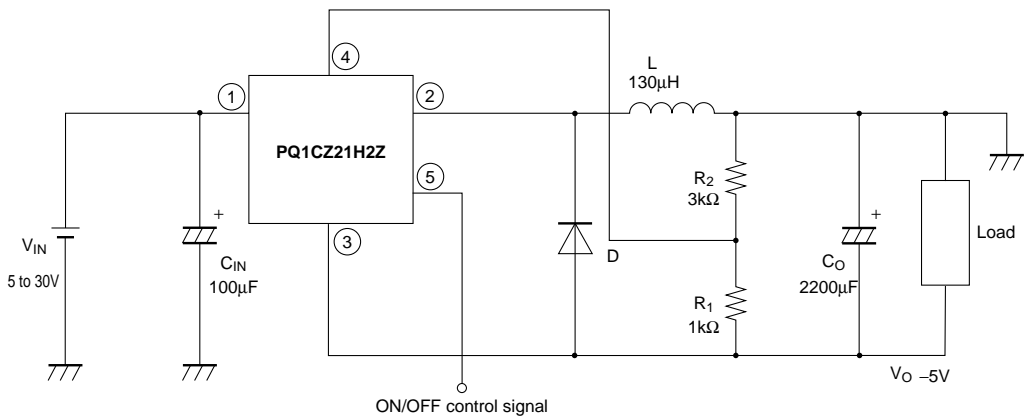 4
L
130µH
1
2
PQ1CZ21H2Z
5
R2
3kΩ
+
+
Load
3
VIN
5 to 30V
CIN
100µF
D
CO
2200µF
R1
1kΩ
VO –5V
ON/OFF control signal